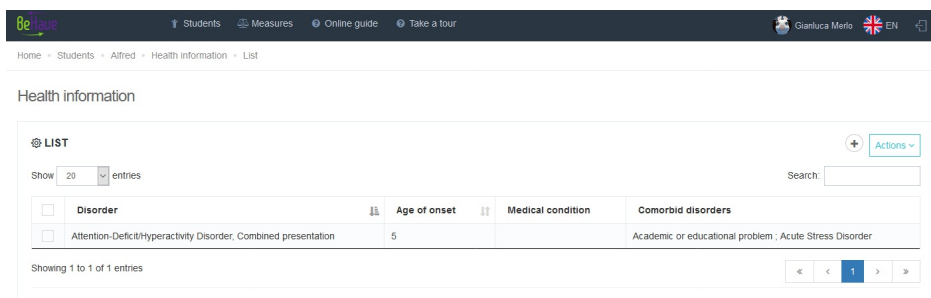 BeHave Students Measures Online guide Take a tour Gianluca Merlo EN
Home Students Alfred Health information List
Health information
LIST Actions
Show 20 entries Search:
Disorder Age of onset Medical condition Comorbid disorders
Attention-Deficit/Hyperactivity Disorder, Combined presentation 5 Academic or educational problem ; Acute Stress Disorder
Showing 1 to 1 of 1 entries « < 1 > »